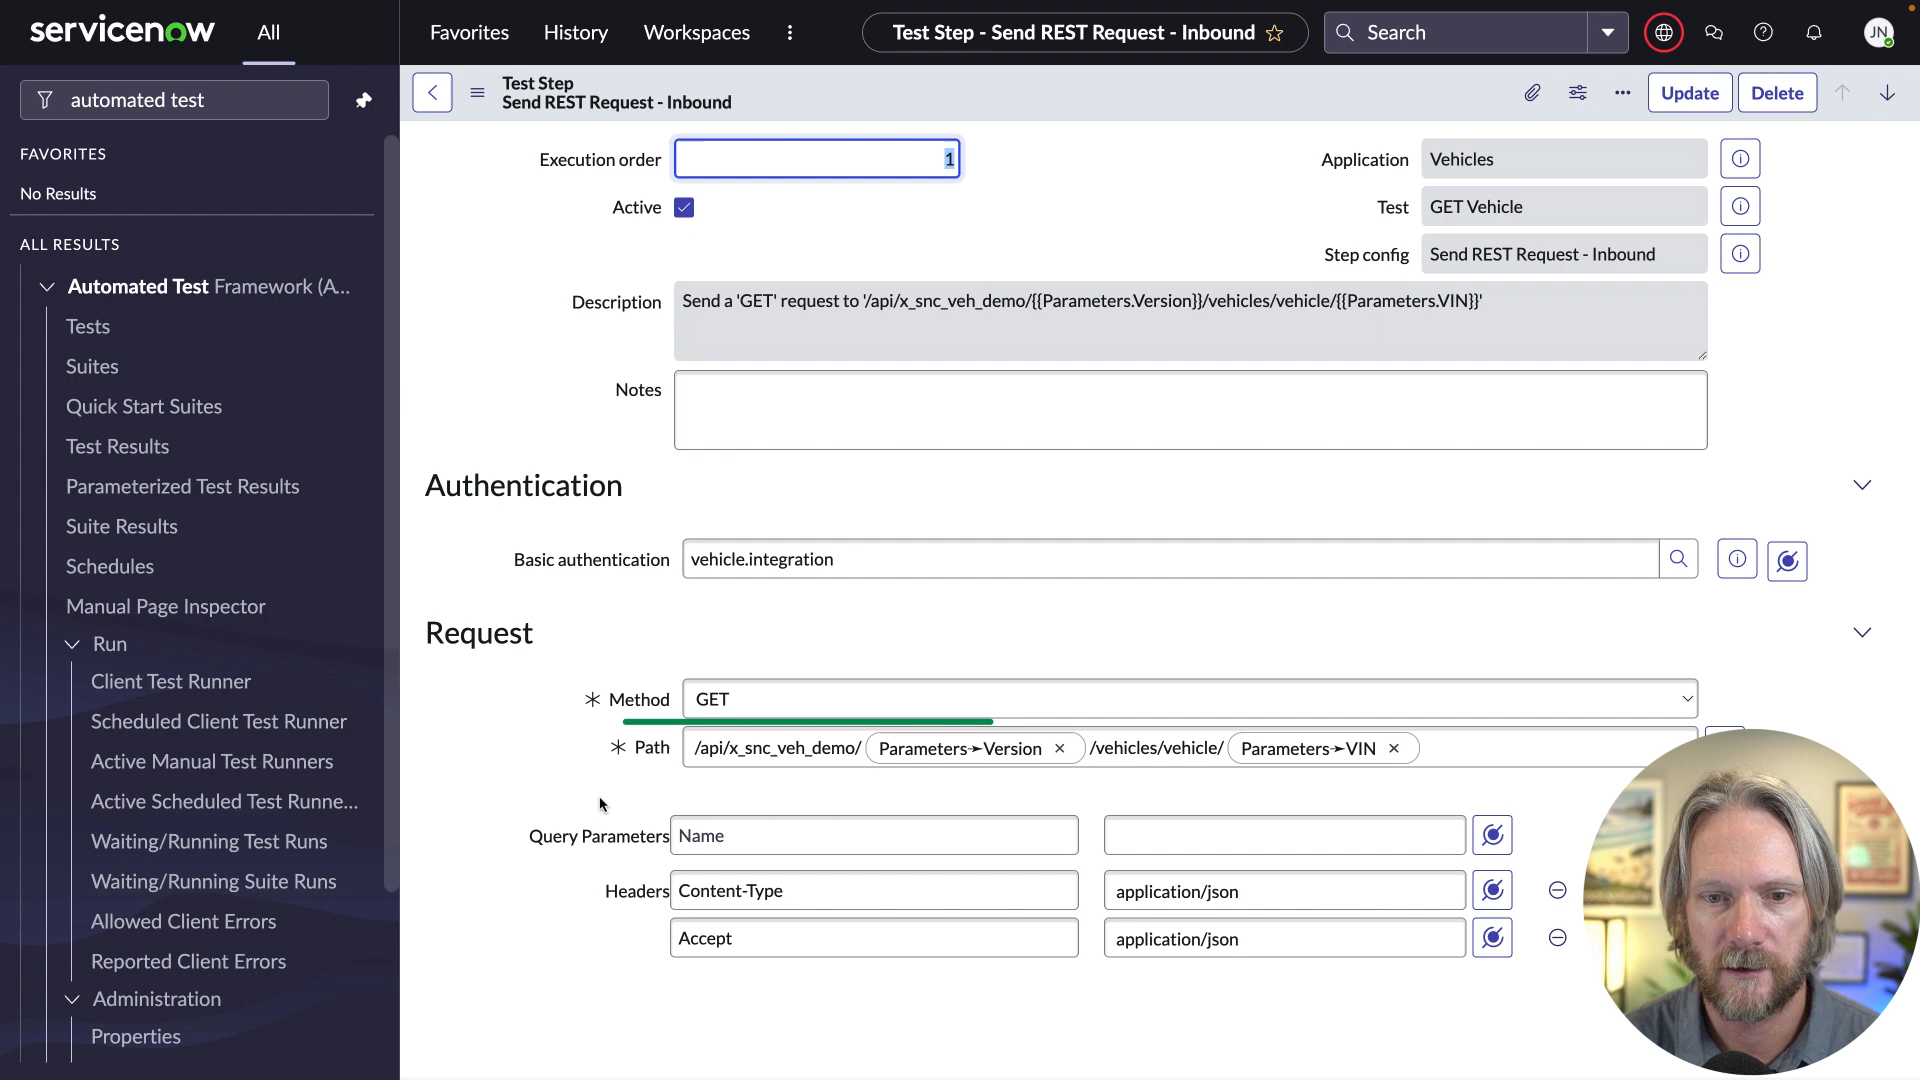 servicenow
All
Favorites
History
Workspaces
Test Step - Send REST Request - Inbound
Search
JN
automated test
FAVORITES
No Results
ALL RESULTS
Automated Test Framework (A...
Tests
Suites
Quick Start Suites
Test Results
Parameterized Test Results
Suite Results
Schedules
Manual Page Inspector
Run
Client Test Runner
Scheduled Client Test Runner
Active Manual Test Runners
Active Scheduled Test Runne...
Waiting/Running Test Runs
Waiting/Running Suite Runs
Allowed Client Errors
Reported Client Errors
Administration
Properties
Test Step
Send REST Request - Inbound
Update
Delete
Execution order 1
Active
Application Vehicles
Test GET Vehicle
Step config Send REST Request - Inbound
Description Send a 'GET' request to '/api/x_snc_veh_demo/{{Parameters.Version}}/vehicles/vehicle/{{Parameters.VIN}}'
Notes
Authentication
Basic authentication vehicle.integration
Request
Method GET
Path /api/x_snc_veh_demo/ Parameters➛Version × /vehicles/vehicle/ Parameters➛VIN ×
Query Parameters Name
Headers Content-Type application/json
Accept application/json